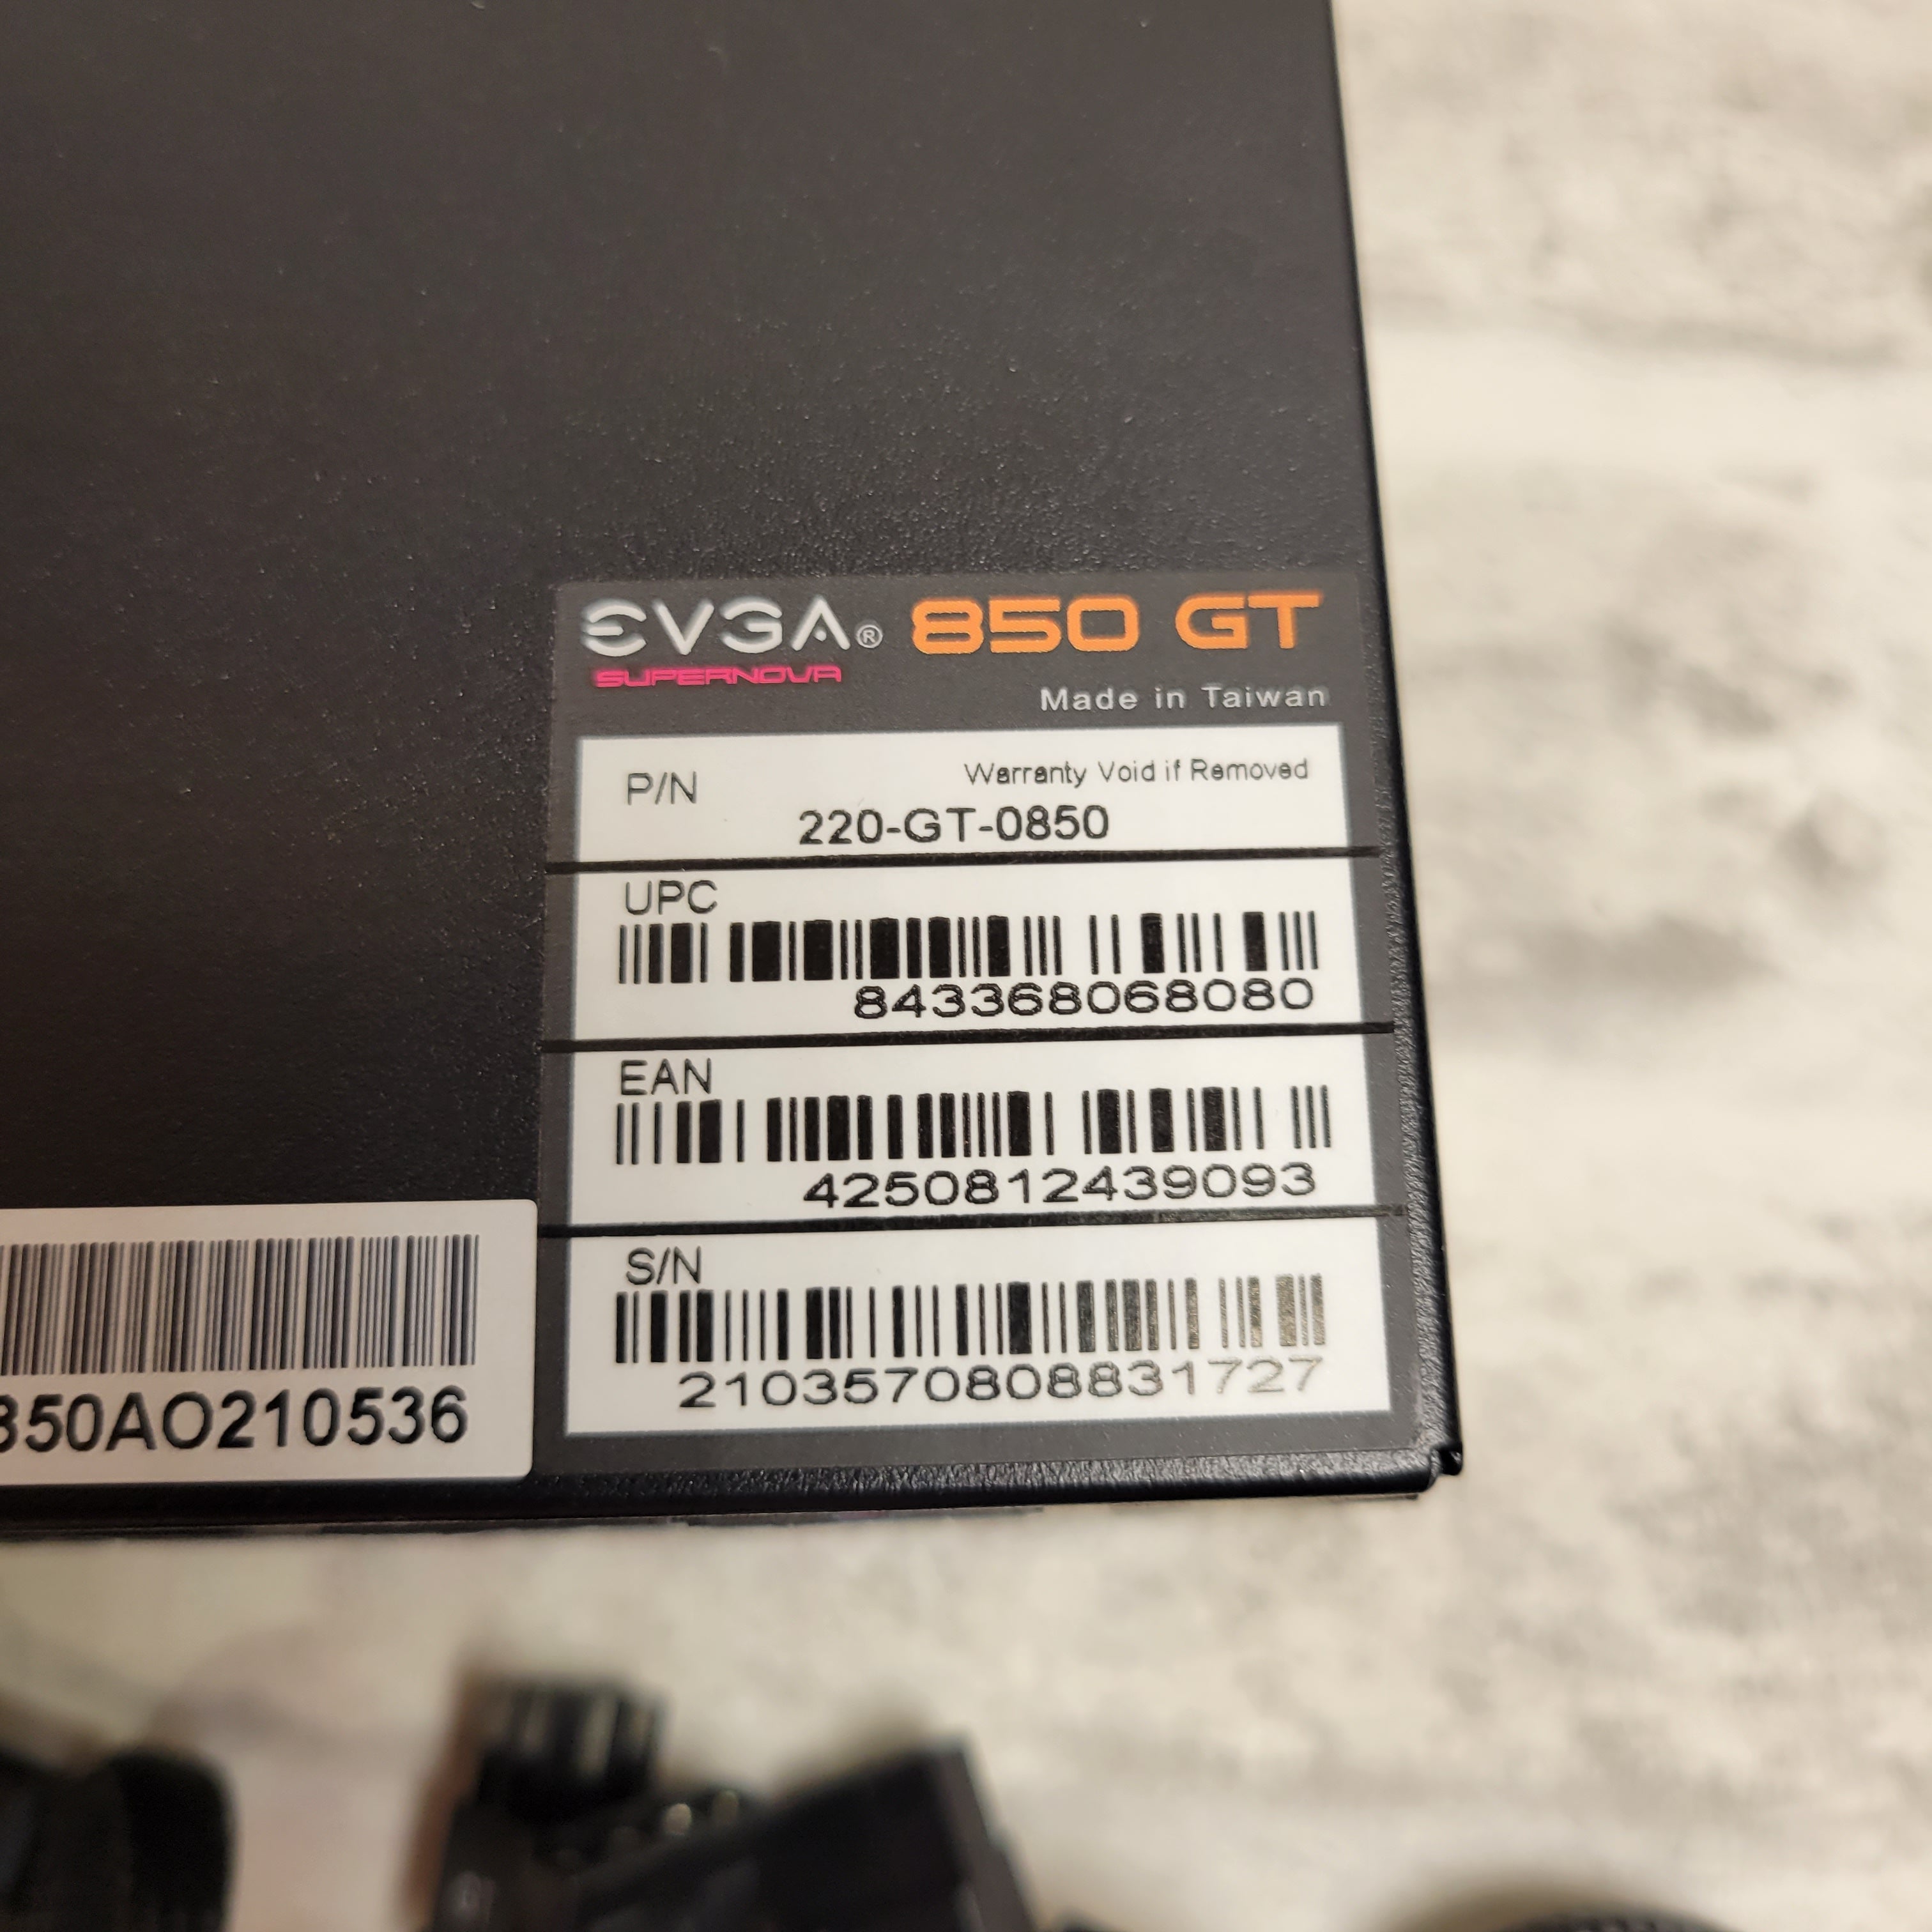 EVGA® 850 GT
SUPERNOVA
Made in Taiwan
P/N
Warranty Void if Removed
220-GT-0850
UPC
843368068080
EAN
4250812439093
S/N
2103570808831727
850AO210536